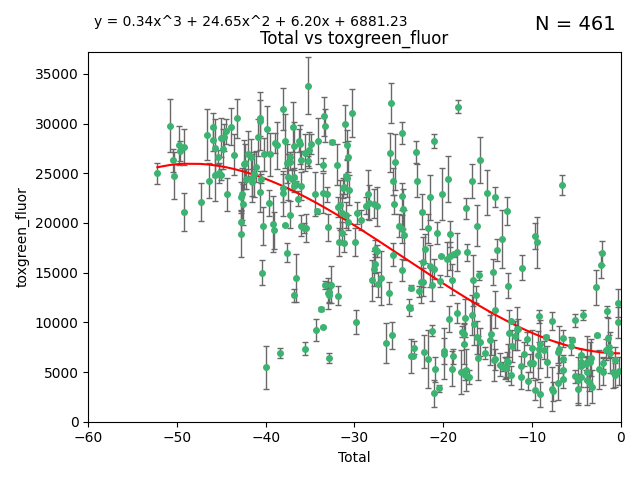 y = 0.34x^3 + 24.65x^2 + 6.20x + 6881.23
N = 461
Total vs toxgreen_fluor
35000
30000
25000
20000
15000
10000
5000
0
toxgreen_fluor
−60 −50 −40 −30 −20 −10 0
Total